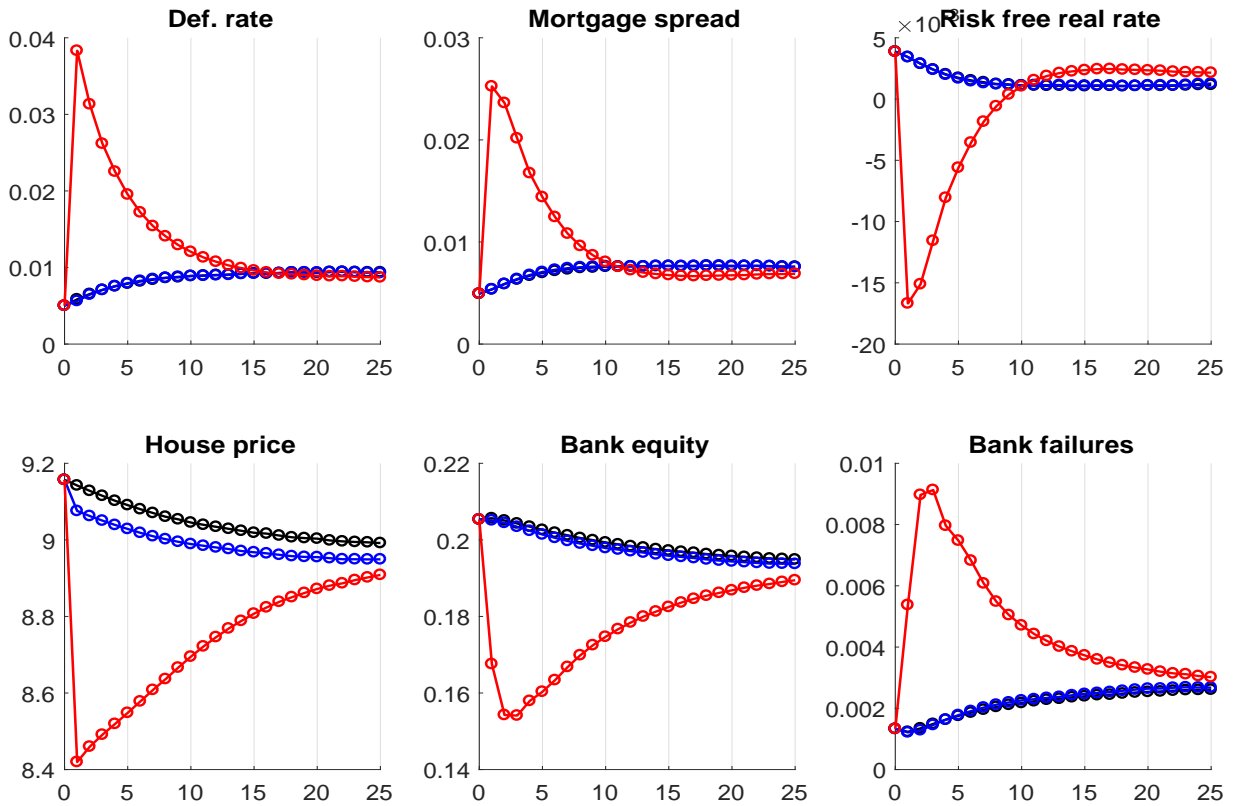 Def. rate
0.04
0.03
0.02
0.01
0
0 5 10 15 20 25
Mortgage spread
0.03
0.02
0.01
0
0 5 10 15 20 25
× 10⁻³
Risk free real rate
5
0
-5
-10
-15
-20
0 5 10 15 20 25
House price
9.2
9
8.8
8.6
8.4
0 5 10 15 20 25
Bank equity
0.22
0.2
0.18
0.16
0.14
0 5 10 15 20 25
Bank failures
0.01
0.008
0.006
0.004
0.002
0
0 5 10 15 20 25